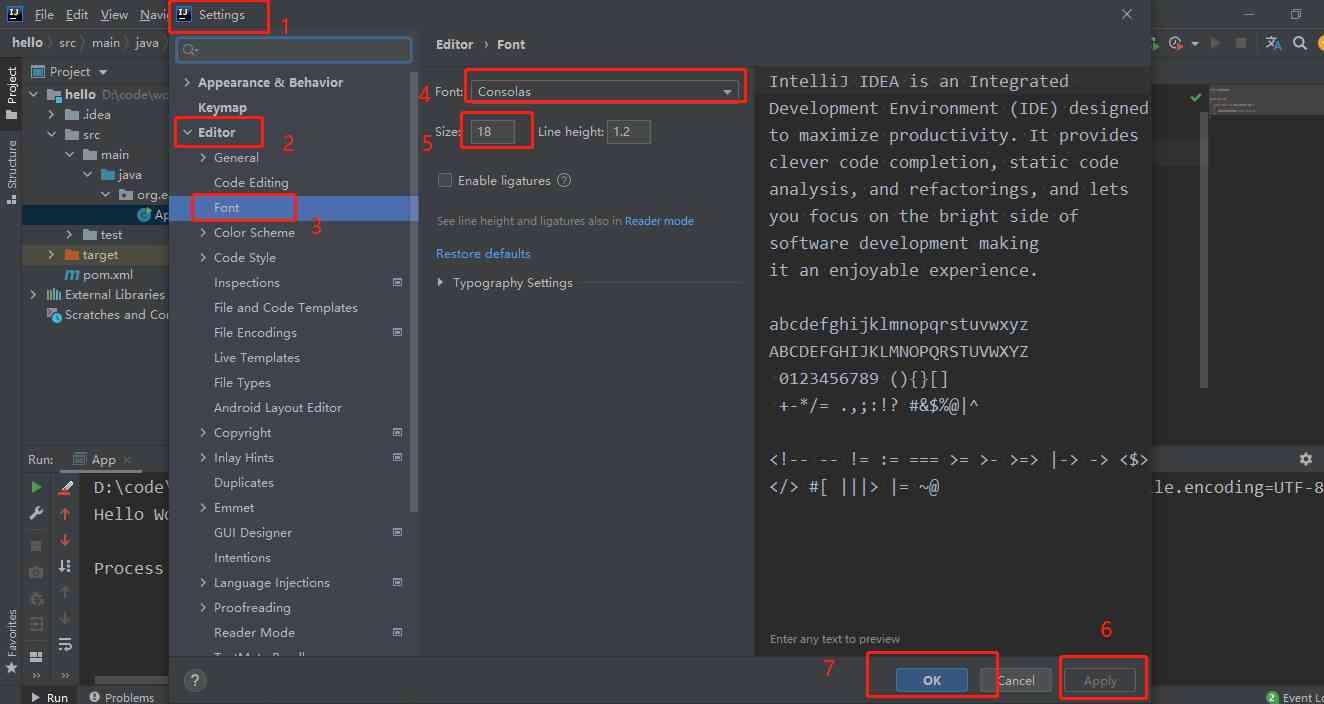 IJ File Edit View Navi
IJ Settings
1
hello src main java
Project
hello D:\code\wo
.idea
src
main
java
org.e
Ap
test
target
m pom.xml
External Libraries
Scratches and Co
Project
Structure
Favorites
Appearance & Behavior
Keymap
Editor
2
General
Code Editing
Font
3
Color Scheme
Code Style
Inspections
File and Code Templates
File Encodings
Live Templates
File Types
Android Layout Editor
Copyright
Inlay Hints
Duplicates
Emmet
GUI Designer
Intentions
Language Injections
Proofreading
Reader Mode
Editor › Font
4 Font: Consolas
5 Size: 18 Line height: 1.2
Enable ligatures ?
See line height and ligatures also in Reader mode
Restore defaults
Typography Settings
IntelliJ IDEA is an Integrated
Development Environment (IDE) designed
to maximize productivity. It provides
clever code completion, static code
analysis, and refactorings, and lets
you focus on the bright side of
software development making
it an enjoyable experience.
abcdefghijklmnopqrstuvwxyz
ABCDEFGHIJKLMNOPQRSTUVWXYZ
0123456789 (){}[]
+-*/= .,;:!? #&$%@|^
<!-- -- != := === >= >- >=> |-> -> <$>
</> #[ |||> |= ~@
Enter any text to preview
6
7
? OK Cancel Apply
Run: App
D:\code\
le.encoding=UTF-8
Hello Wo
Process
Run Problems
2 Event Lo